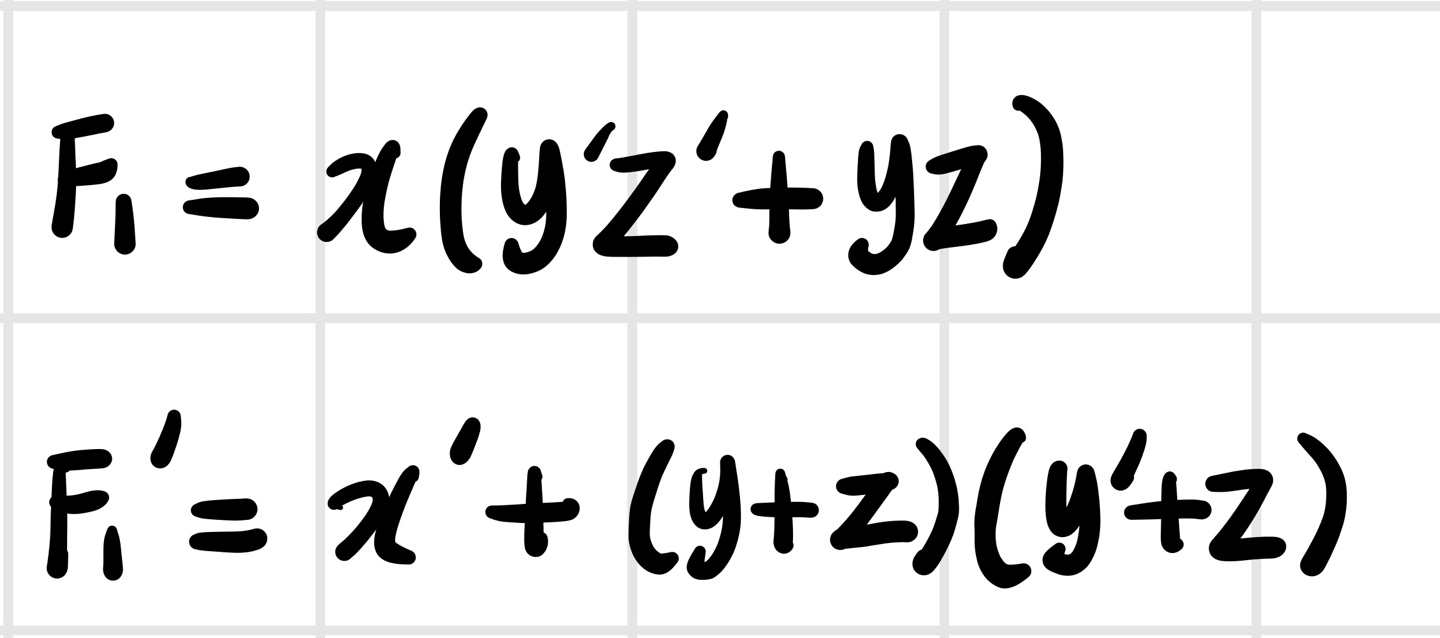 F₁ = x(y'z' + yz)
F₁' = x' + (y+z)(y'+z)